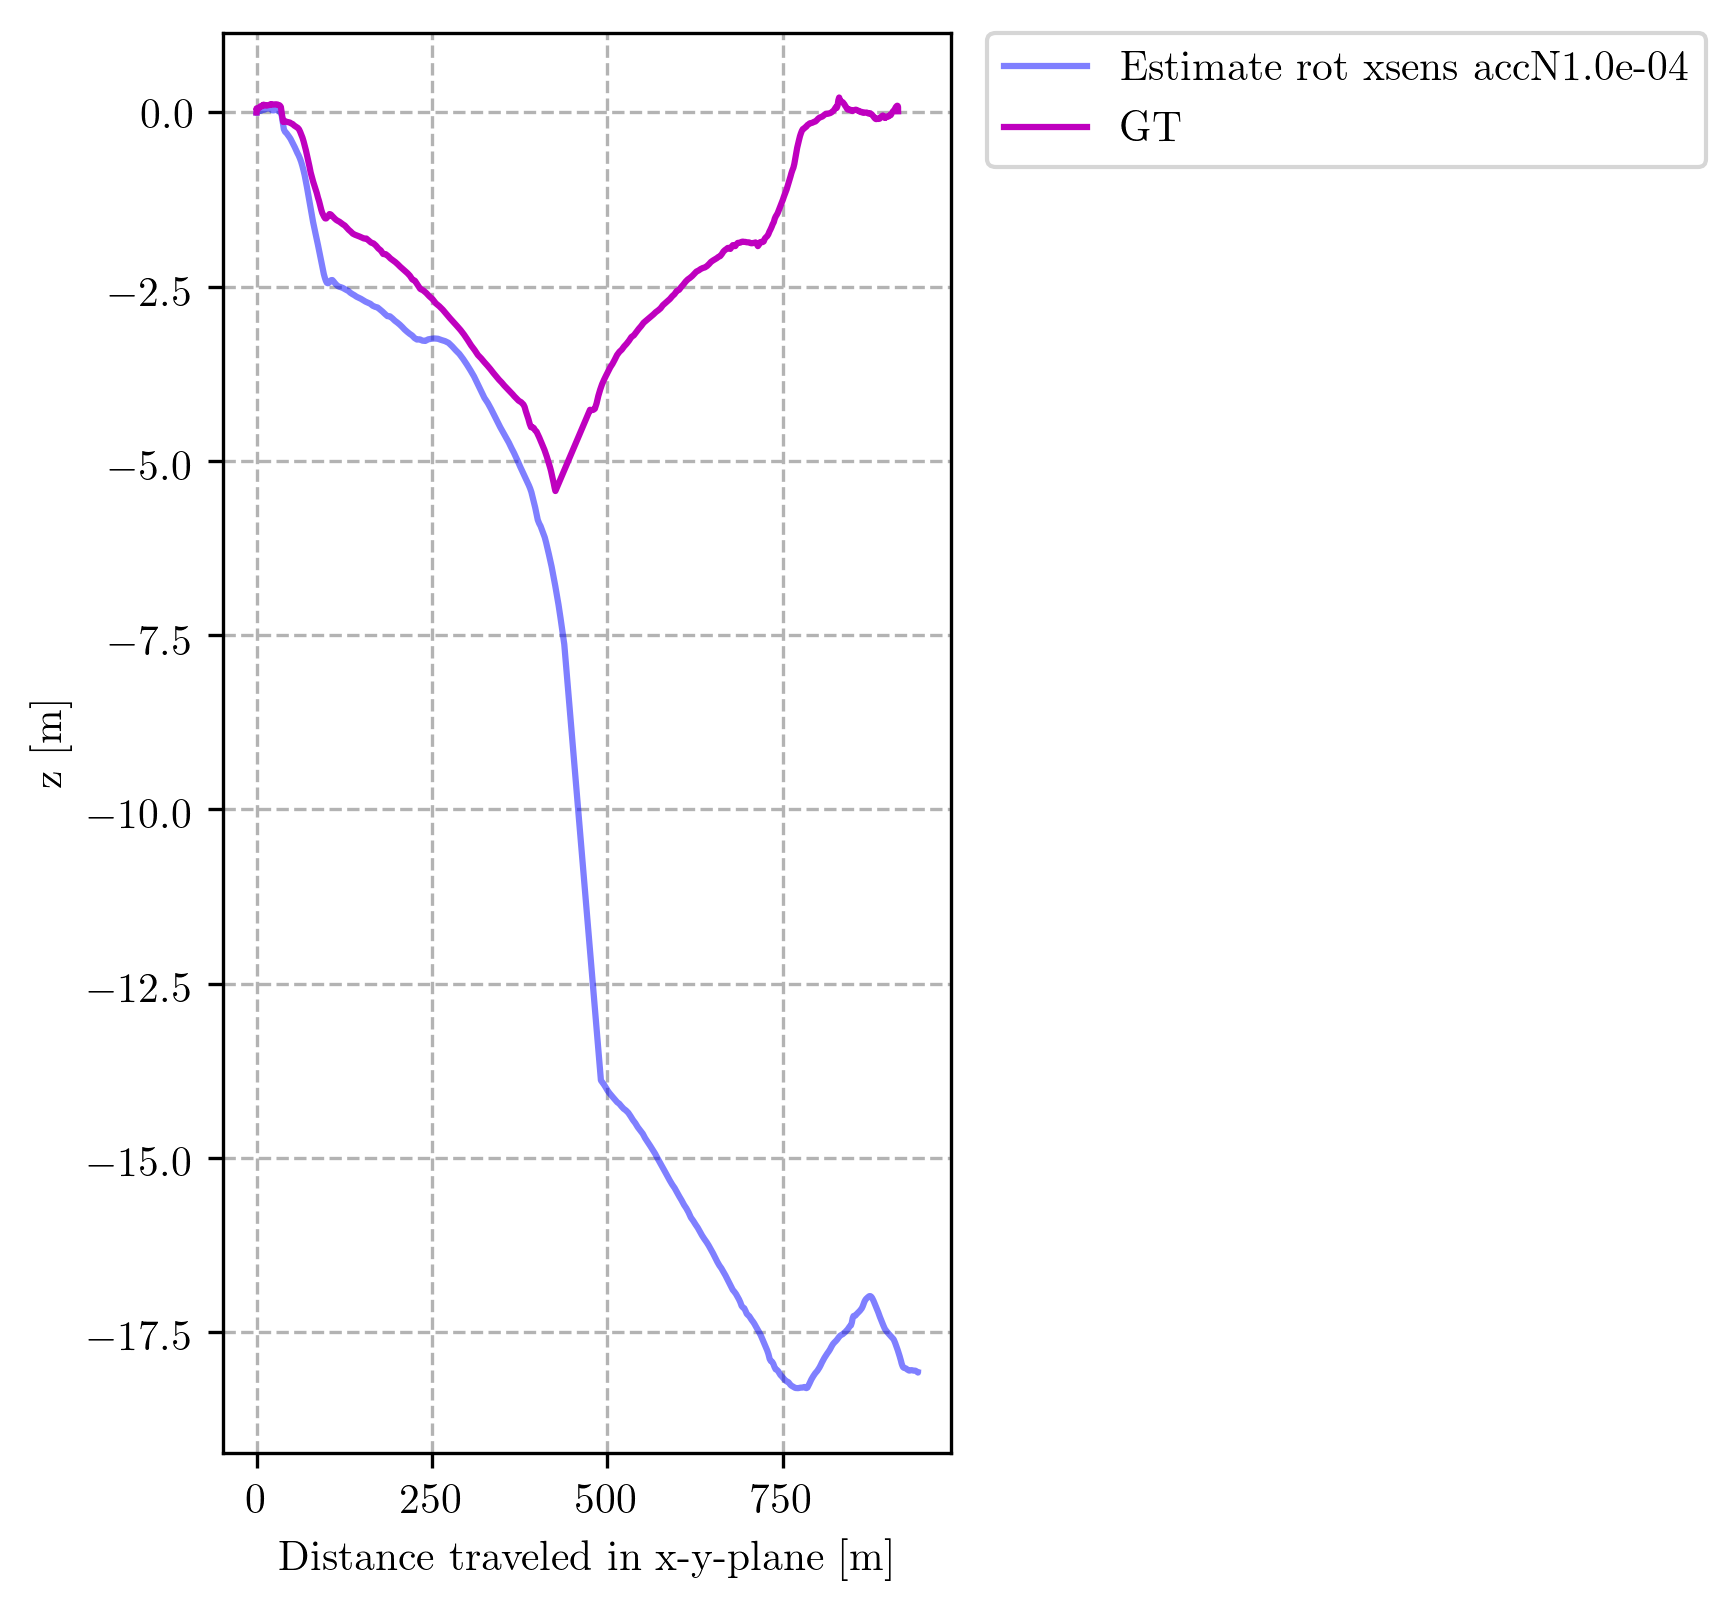 Estimate rot xsens accN1.0e-04
GT
0.0
−2.5
−5.0
−7.5
−10.0
−12.5
−15.0
−17.5
z [m]
0 250 500 750
Distance traveled in x-y-plane [m]